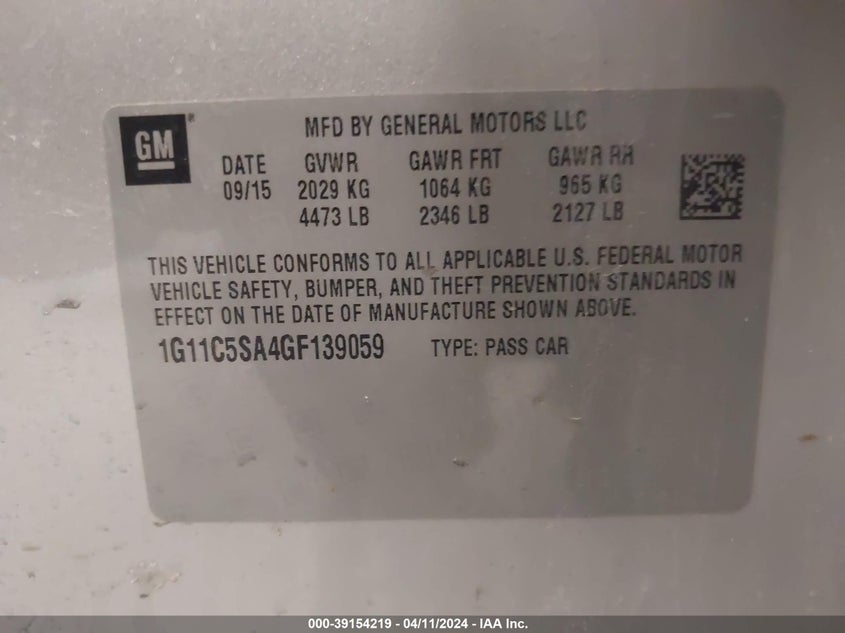 GM®
MFD BY GENERAL MOTORS LLC
DATE GVWR GAWR FRT GAWR RR
09/15 2029 KG 1064 KG 965 KG
4473 LB 2346 LB 2127 LB
THIS VEHICLE CONFORMS TO ALL APPLICABLE U.S. FEDERAL MOTOR
VEHICLE SAFETY, BUMPER, AND THEFT PREVENTION STANDARDS IN
EFFECT ON THE DATE OF MANUFACTURE SHOWN ABOVE.
1G11C5SA4GF139059 TYPE: PASS CAR
000-39154219 - 04/11/2024 - IAA Inc.